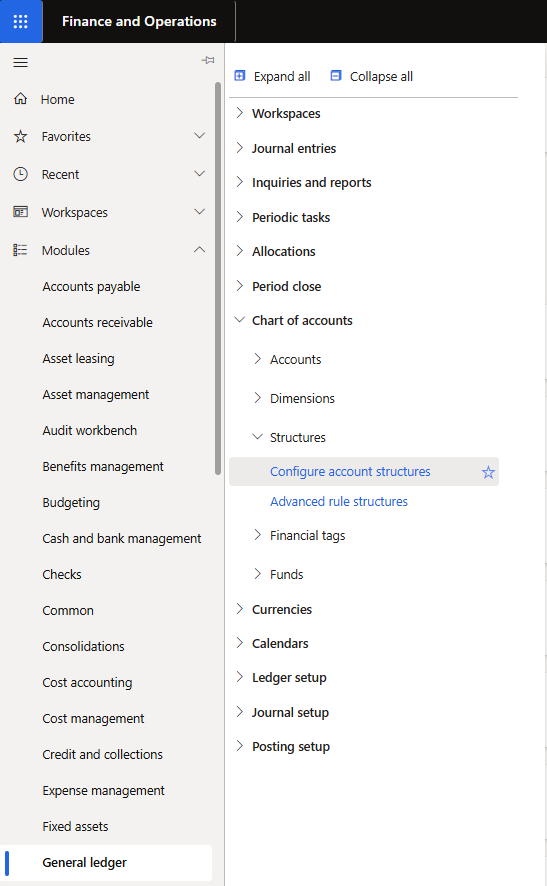 Finance and Operations
Home
Favorites
Recent
Workspaces
Modules
Accounts payable
Accounts receivable
Asset leasing
Asset management
Audit workbench
Benefits management
Budgeting
Cash and bank management
Checks
Common
Consolidations
Cost accounting
Cost management
Credit and collections
Expense management
Fixed assets
General ledger
Expand all
Collapse all
Workspaces
Journal entries
Inquiries and reports
Periodic tasks
Allocations
Period close
Chart of accounts
Accounts
Dimensions
Structures
Configure account structures
Advanced rule structures
Financial tags
Funds
Currencies
Calendars
Ledger setup
Journal setup
Posting setup